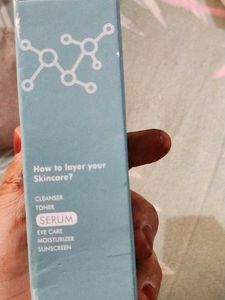 How to layer your
Skincare?
CLEANSER
TONER
SERUM
EYE CARE
MOISTURIZER
SUNSCREEN